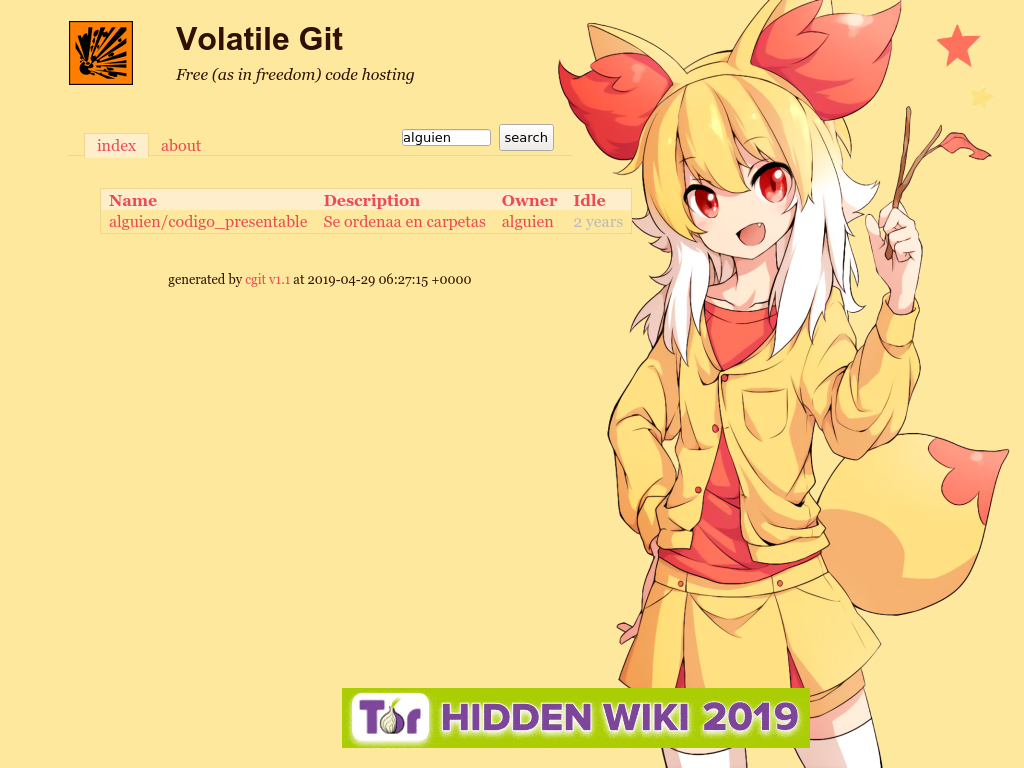 Volatile Git
Free (as in freedom) code hosting
index about alguien search
Name Description Owner Idle
alguien/codigo_presentable Se ordenaa en carpetas alguien 2 years
generated by cgit v1.1 at 2019-04-29 06:27:15 +0000
Tor HIDDEN WIKI 2019